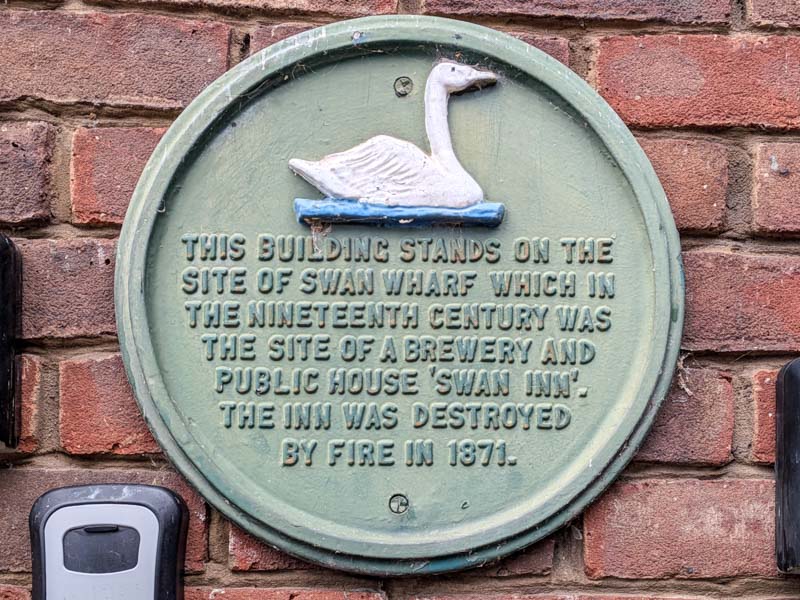 THIS BUILDING STANDS ON THE
SITE OF SWAN WHARF WHICH IN
THE NINETEENTH CENTURY WAS
THE SITE OF A BREWERY AND
PUBLIC HOUSE 'SWAN INN'.
THE INN WAS DESTROYED
BY FIRE IN 1871.